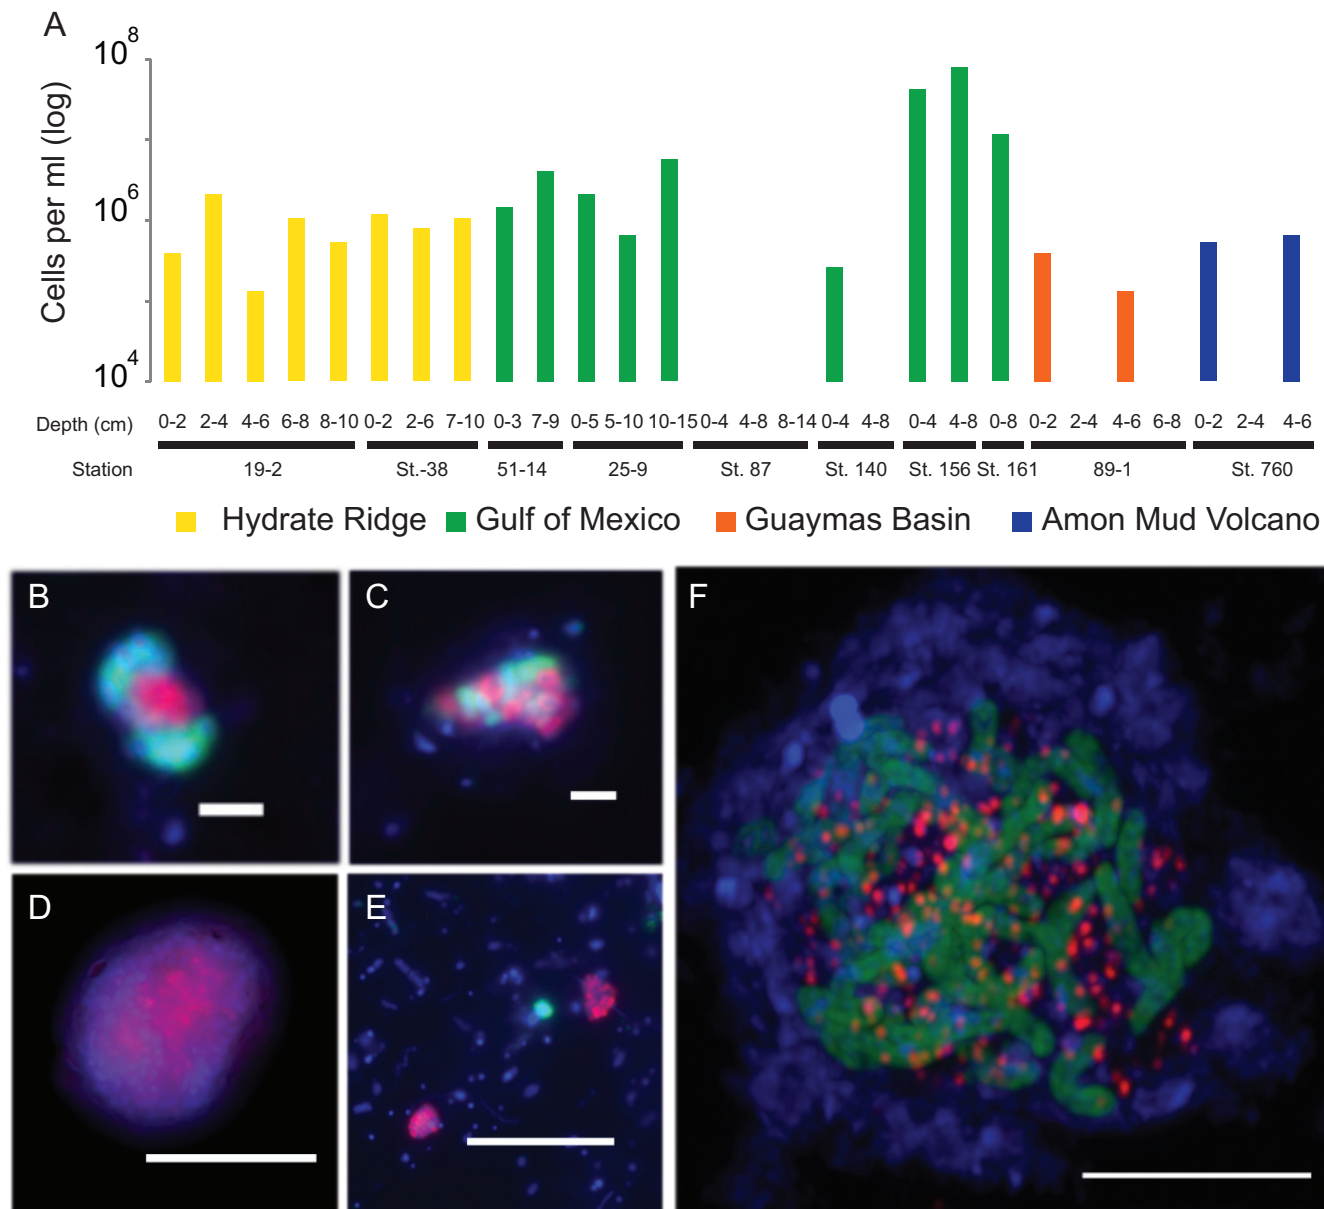 A
10^8
Cells per ml (log)
10^6
10^4
Depth (cm) 0-2 2-4 4-6 6-8 8-10 0-2 2-6 7-10 0-3 7-9 0-5 5-10 10-15 0-4 4-8 8-14 0-4 4-8 0-4 4-8 0-8 0-2 2-4 4-6 6-8 0-2 2-4 4-6
Station 19-2 St.-38 51-14 25-9 St. 87 St. 140 St. 156 St. 161 89-1 St. 760
Hydrate Ridge Gulf of Mexico Guaymas Basin Amon Mud Volcano
B C F
D E